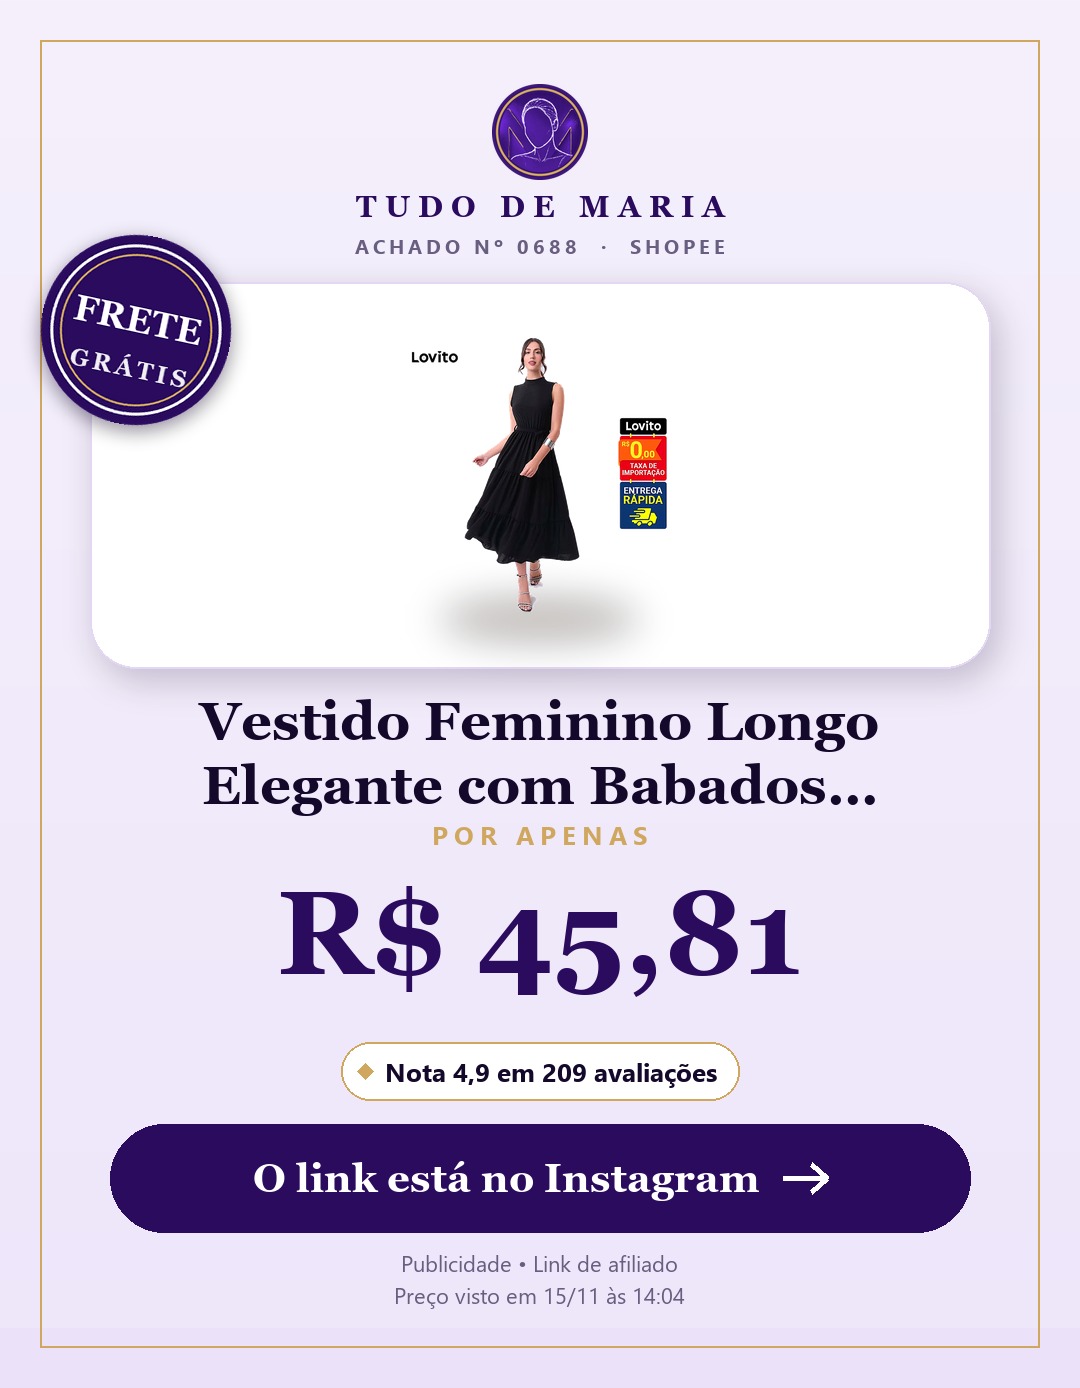 TUDO DE MARIA
ACHADO Nº 0688 · SHOPEE
FRETE
GRÁTIS
Lovito
Lovito
R$0,00
TAXA DE
IMPORTAÇÃO
ENTREGA
RÁPIDA
Vestido Feminino Longo
Elegante com Babados...
POR APENAS
R$ 45,81
Nota 4,9 em 209 avaliações
O link está no Instagram →
Publicidade • Link de afiliado
Preço visto em 15/11 às 14:04